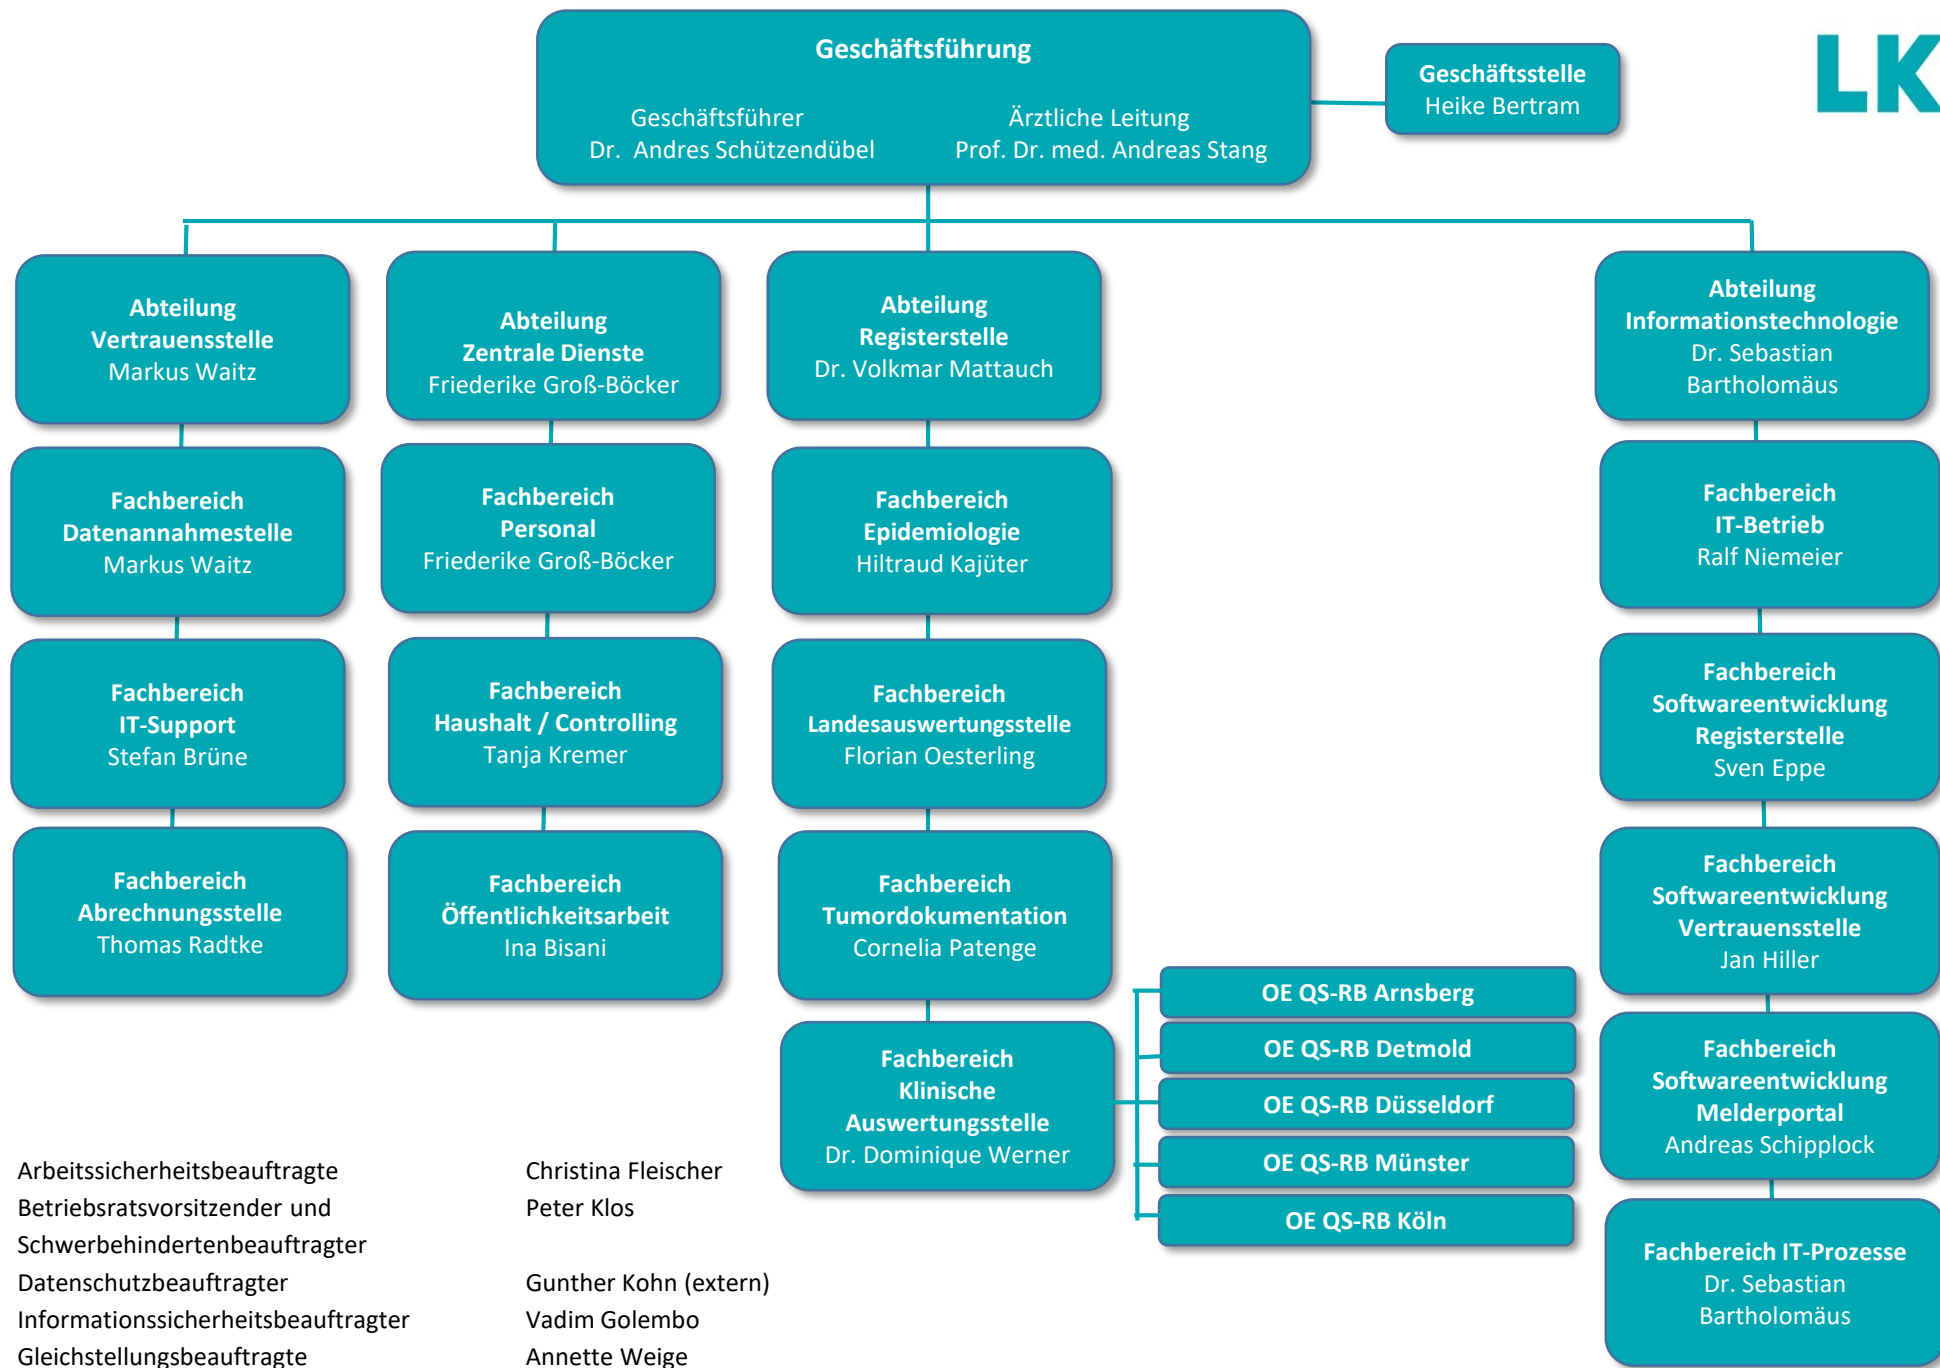 Geschäftsführung
Geschäftsführer
Dr. Andres Schützendübel
Ärztliche Leitung
Prof. Dr. med. Andreas Stang
Geschäftsstelle
Heike Bertram
LK
Abteilung
Vertrauensstelle
Markus Waitz
Fachbereich
Datenannahmestelle
Markus Waitz
Fachbereich
IT-Support
Stefan Brüne
Fachbereich
Abrechnungsstelle
Thomas Radtke
Abteilung
Zentrale Dienste
Friederike Groß-Böcker
Fachbereich
Personal
Friederike Groß-Böcker
Fachbereich
Haushalt / Controlling
Tanja Kremer
Fachbereich
Öffentlichkeitsarbeit
Ina Bisani
Abteilung
Registerstelle
Dr. Volkmar Mattauch
Fachbereich
Epidemiologie
Hiltraud Kajüter
Fachbereich
Landesauswertungsstelle
Florian Oesterling
Fachbereich
Tumordokumentation
Cornelia Patenge
Fachbereich
Klinische
Auswertungsstelle
Dr. Dominique Werner
OE QS-RB Arnsberg
OE QS-RB Detmold
OE QS-RB Düsseldorf
OE QS-RB Münster
OE QS-RB Köln
Abteilung
Informationstechnologie
Dr. Sebastian
Bartholomäus
Fachbereich
IT-Betrieb
Ralf Niemeier
Fachbereich
Softwareentwicklung
Registerstelle
Sven Eppe
Fachbereich
Softwareentwicklung
Vertrauensstelle
Jan Hiller
Fachbereich
Softwareentwicklung
Melderportal
Andreas Schipplock
Fachbereich IT-Prozesse
Dr. Sebastian
Bartholomäus
Arbeitssicherheitsbeauftragte Christina Fleischer
Betriebsratsvorsitzender und Peter Klos
Schwerbehindertenbeauftragter
Datenschutzbeauftragter Gunther Kohn (extern)
Informationssicherheitsbeauftragter Vadim Golembo
Gleichstellungsbeauftragte Annette Weige